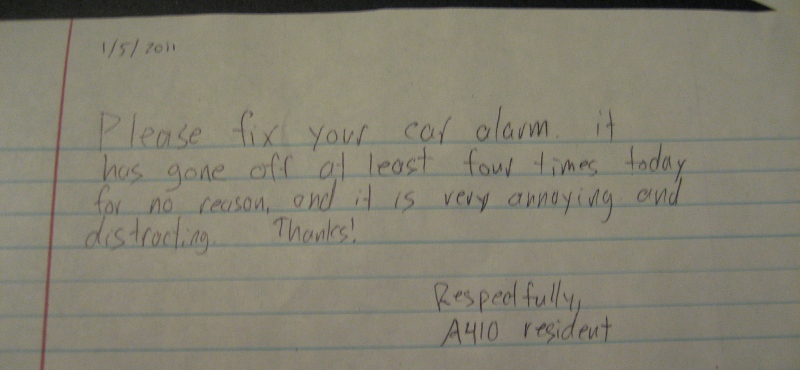 1/5/2011
Please fix your car alarm. it
has gone off at least four times today
for no reason, and it is very annoying and
distracting. Thanks!
Respectfully,
A410 resident